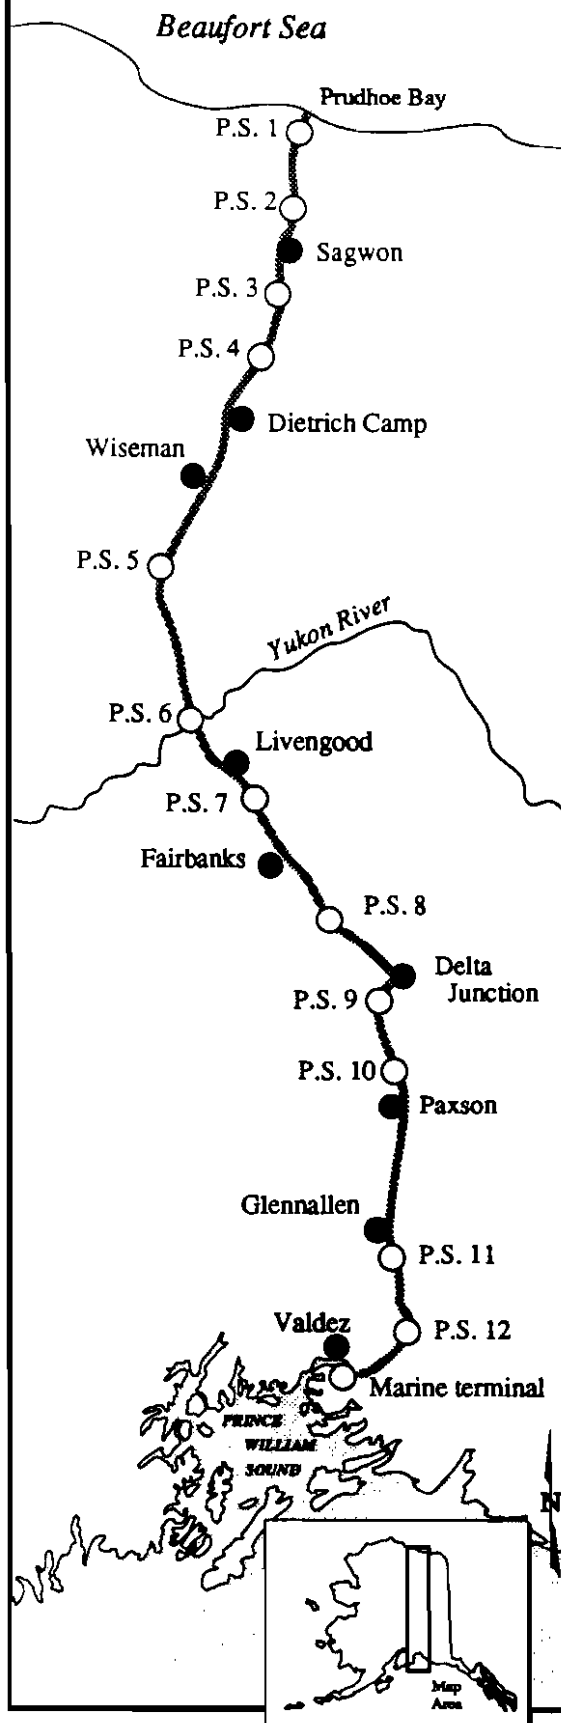 Beaufort Sea
Prudhoe Bay
P.S. 1
P.S. 2
Sagwon
P.S. 3
P.S. 4
Dietrich Camp
Wiseman
P.S. 5
Yukon River
P.S. 6
Livengood
P.S. 7
Fairbanks
P.S. 8
Delta
Junction
P.S. 9
P.S. 10
Paxson
Glennallen
P.S. 11
Valdez
P.S. 12
Marine terminal
PRINCE
WILLIAM
SOUND
N
Map
Area